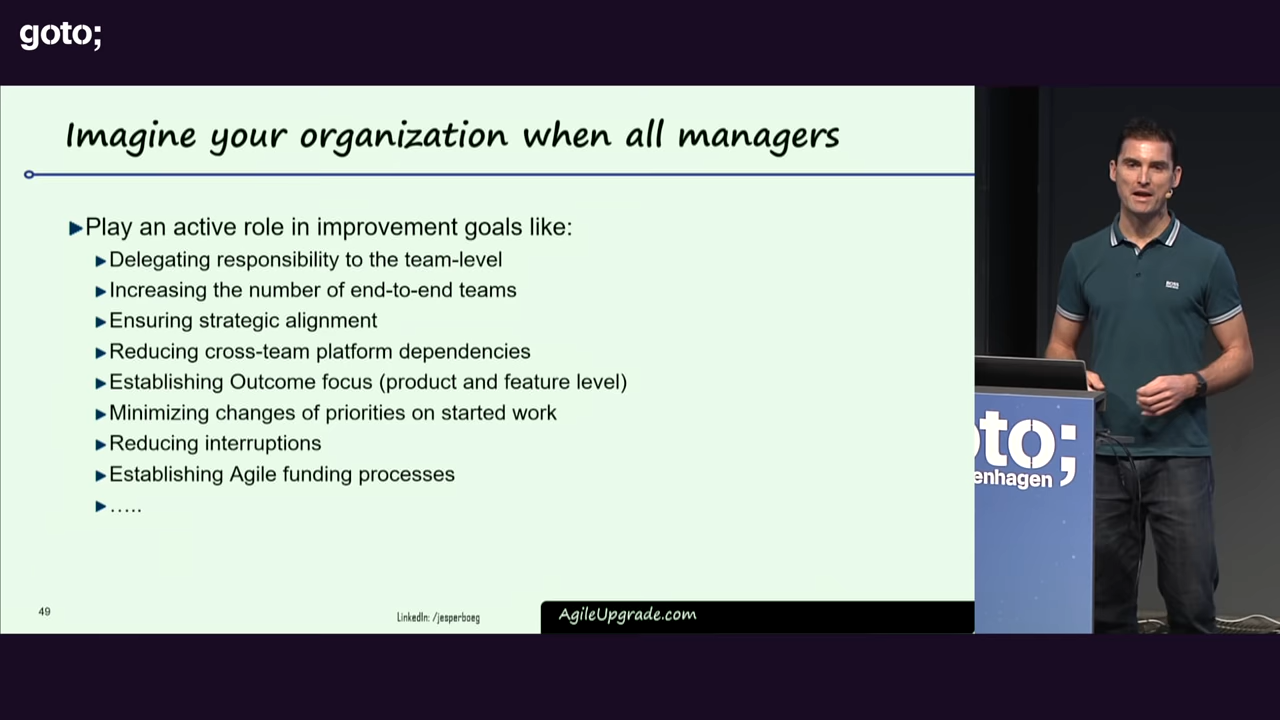 goto;
Imagine your organization when all managers
Play an active role in improvement goals like:
Delegating responsibility to the team-level
Increasing the number of end-to-end teams
Ensuring strategic alignment
Reducing cross-team platform dependencies
Establishing Outcome focus (product and feature level)
Minimizing changes of priorities on started work
Reducing interruptions
Establishing Agile funding processes
.....
49
LinkedIn: /jesperboeg
AgileUpgrade.com
BOSS
oto;
enhagen